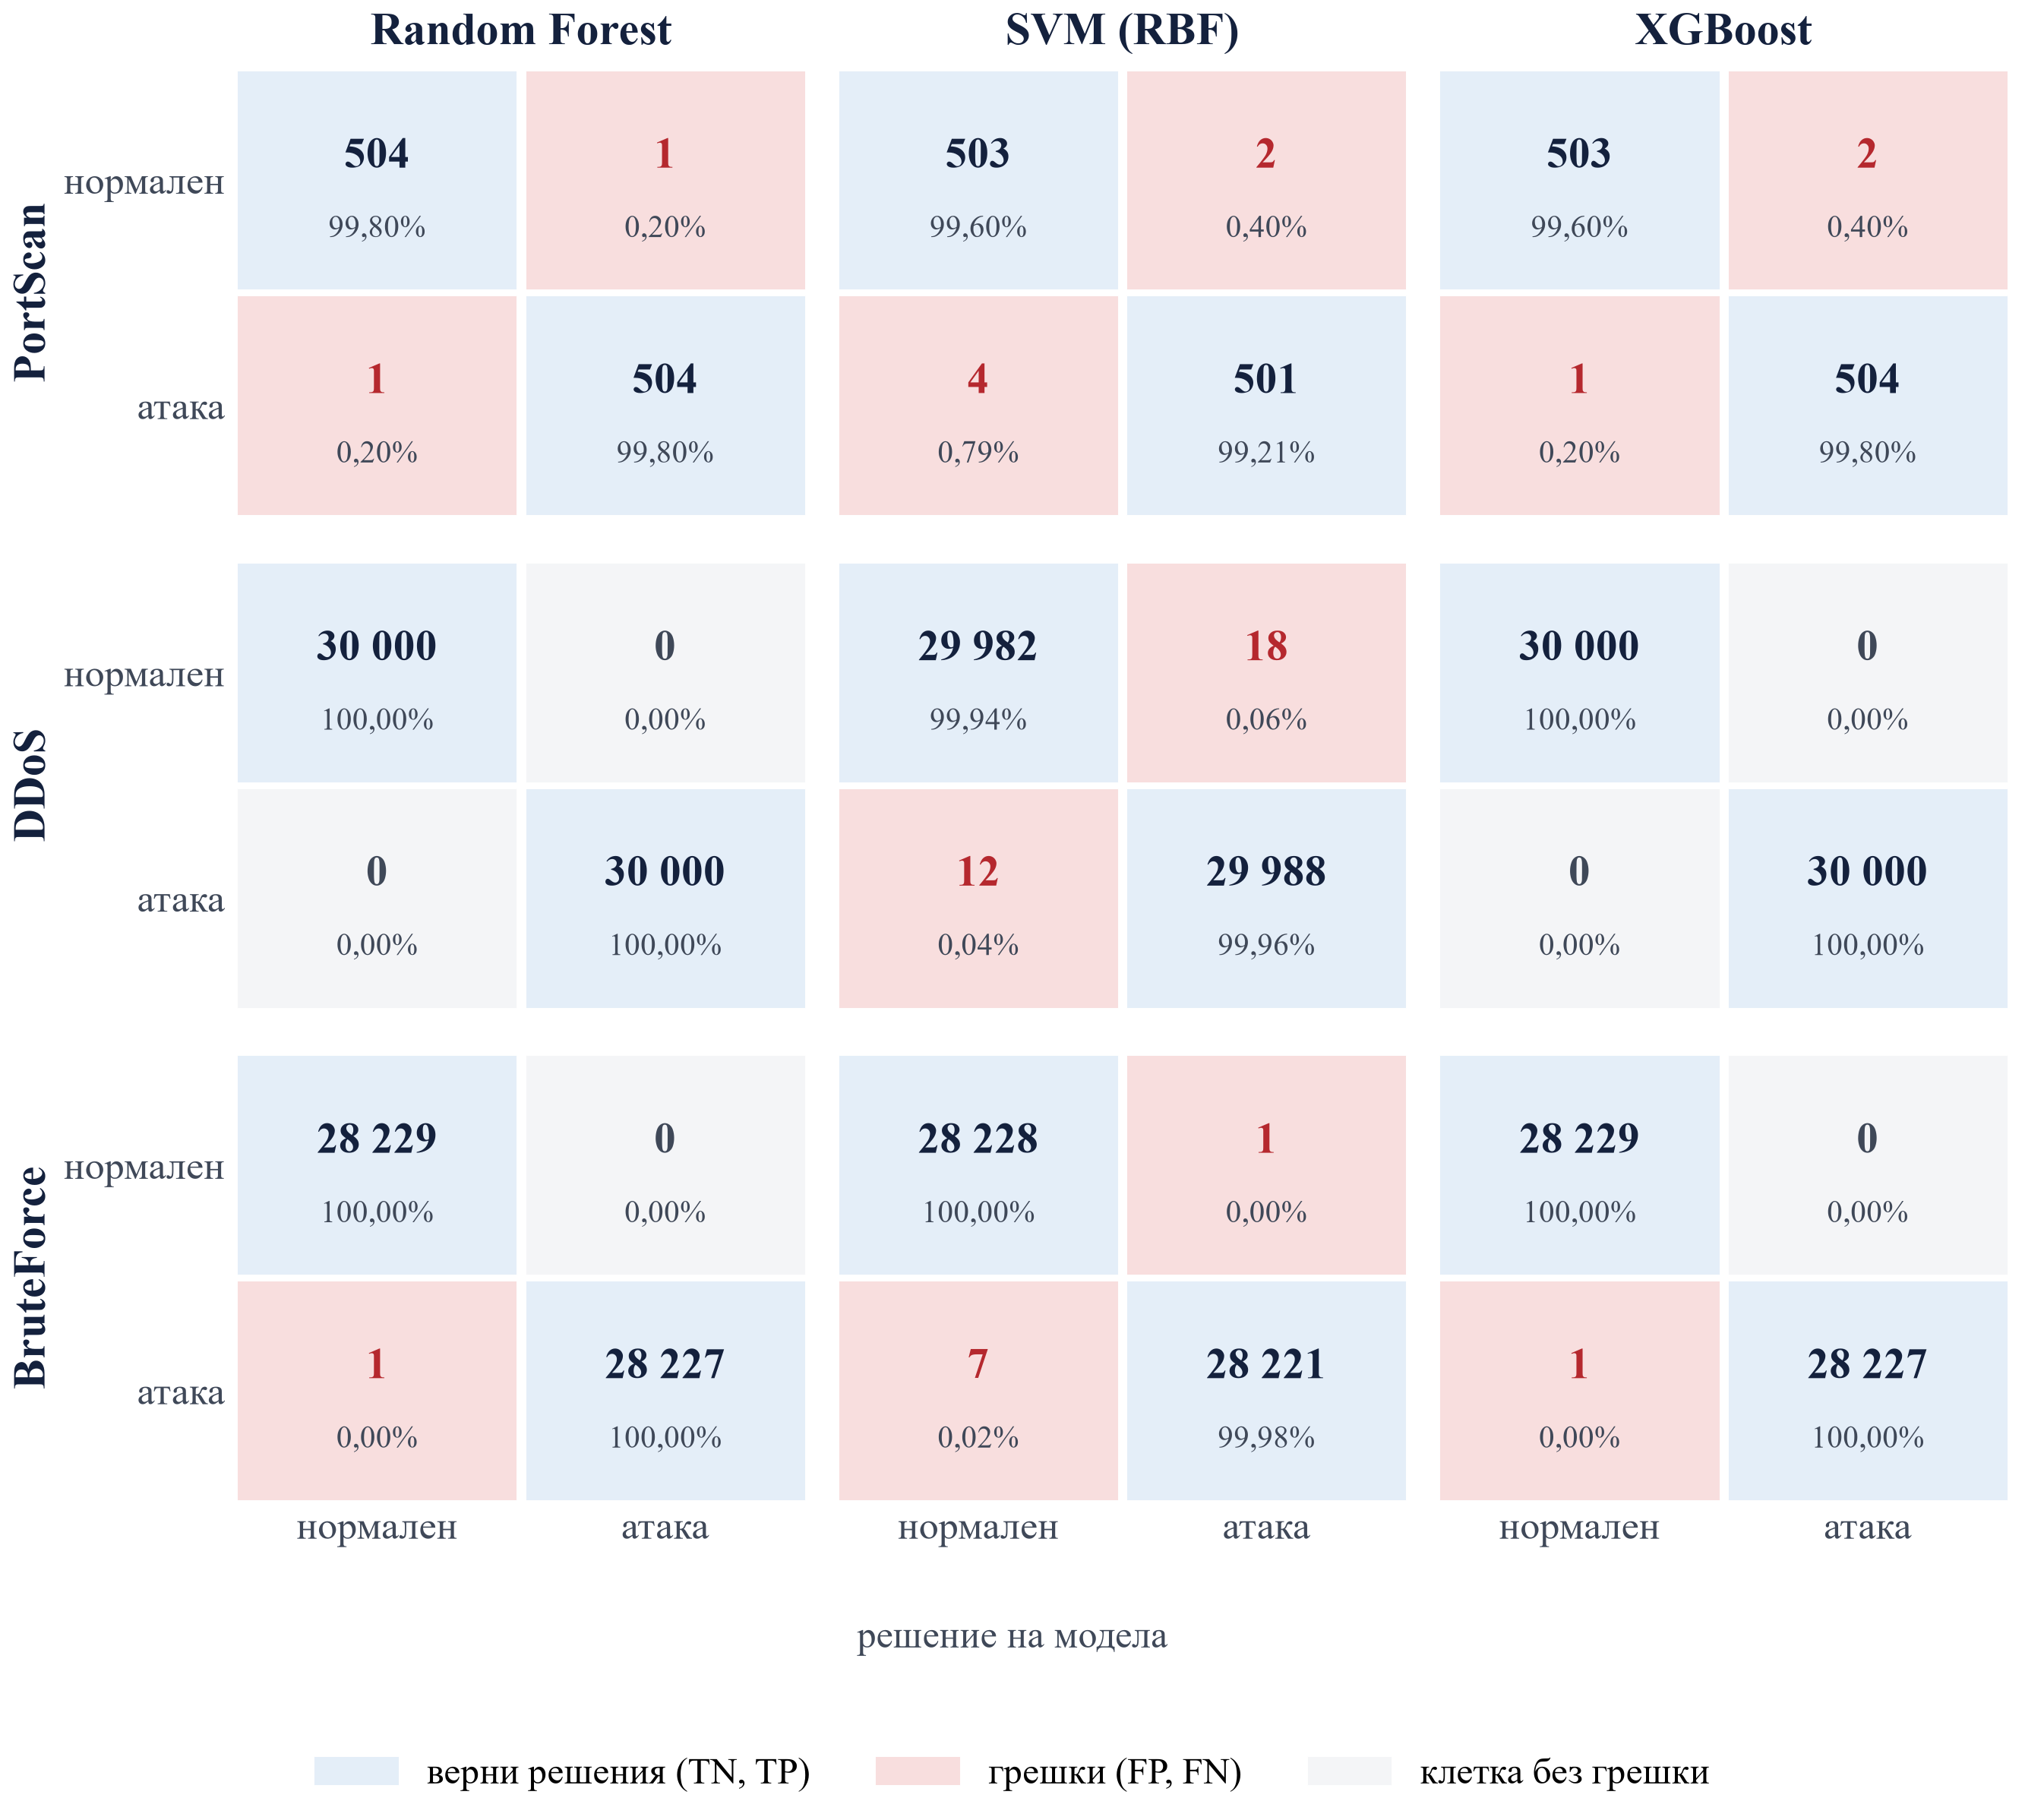 Random Forest SVM (RBF) XGBoost
PortScan
нормален 504 1 503 2 503 2
99,80% 0,20% 99,60% 0,40% 99,60% 0,40%
атака 1 504 4 501 1 504
0,20% 99,80% 0,79% 99,21% 0,20% 99,80%
DDoS
нормален 30 000 0 29 982 18 30 000 0
100,00% 0,00% 99,94% 0,06% 100,00% 0,00%
атака 0 30 000 12 29 988 0 30 000
0,00% 100,00% 0,04% 99,96% 0,00% 100,00%
BruteForce
нормален 28 229 0 28 228 1 28 229 0
100,00% 0,00% 100,00% 0,00% 100,00% 0,00%
атака 1 28 227 7 28 221 1 28 227
0,00% 100,00% 0,02% 99,98% 0,00% 100,00%
нормален атака нормален атака нормален атака
решение на модела
верни решения (TN, TP) грешки (FP, FN) клетка без грешки